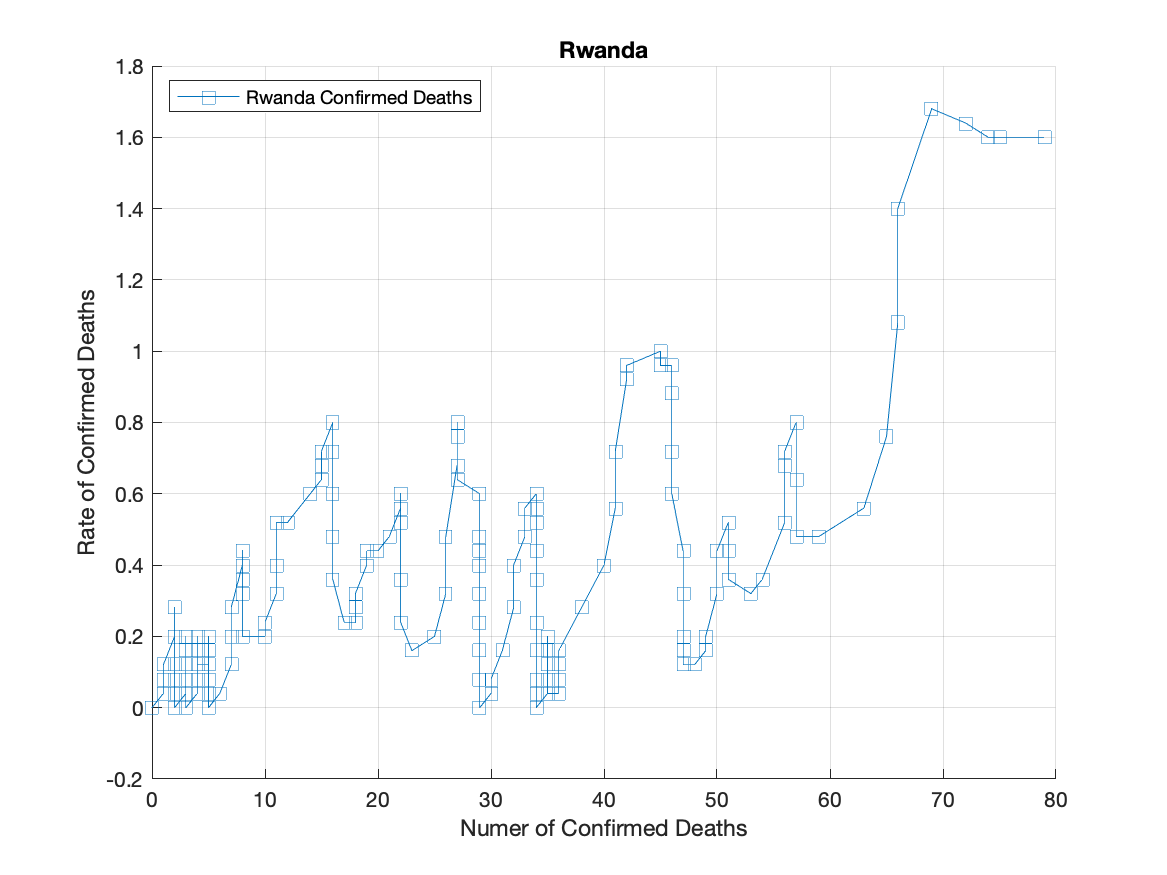 Rwanda
Rwanda Confirmed Deaths
1.8
1.6
1.4
1.2
1
0.8
0.6
0.4
0.2
0
-0.2
Rate of Confirmed Deaths
0 10 20 30 40 50 60 70 80
Numer of Confirmed Deaths